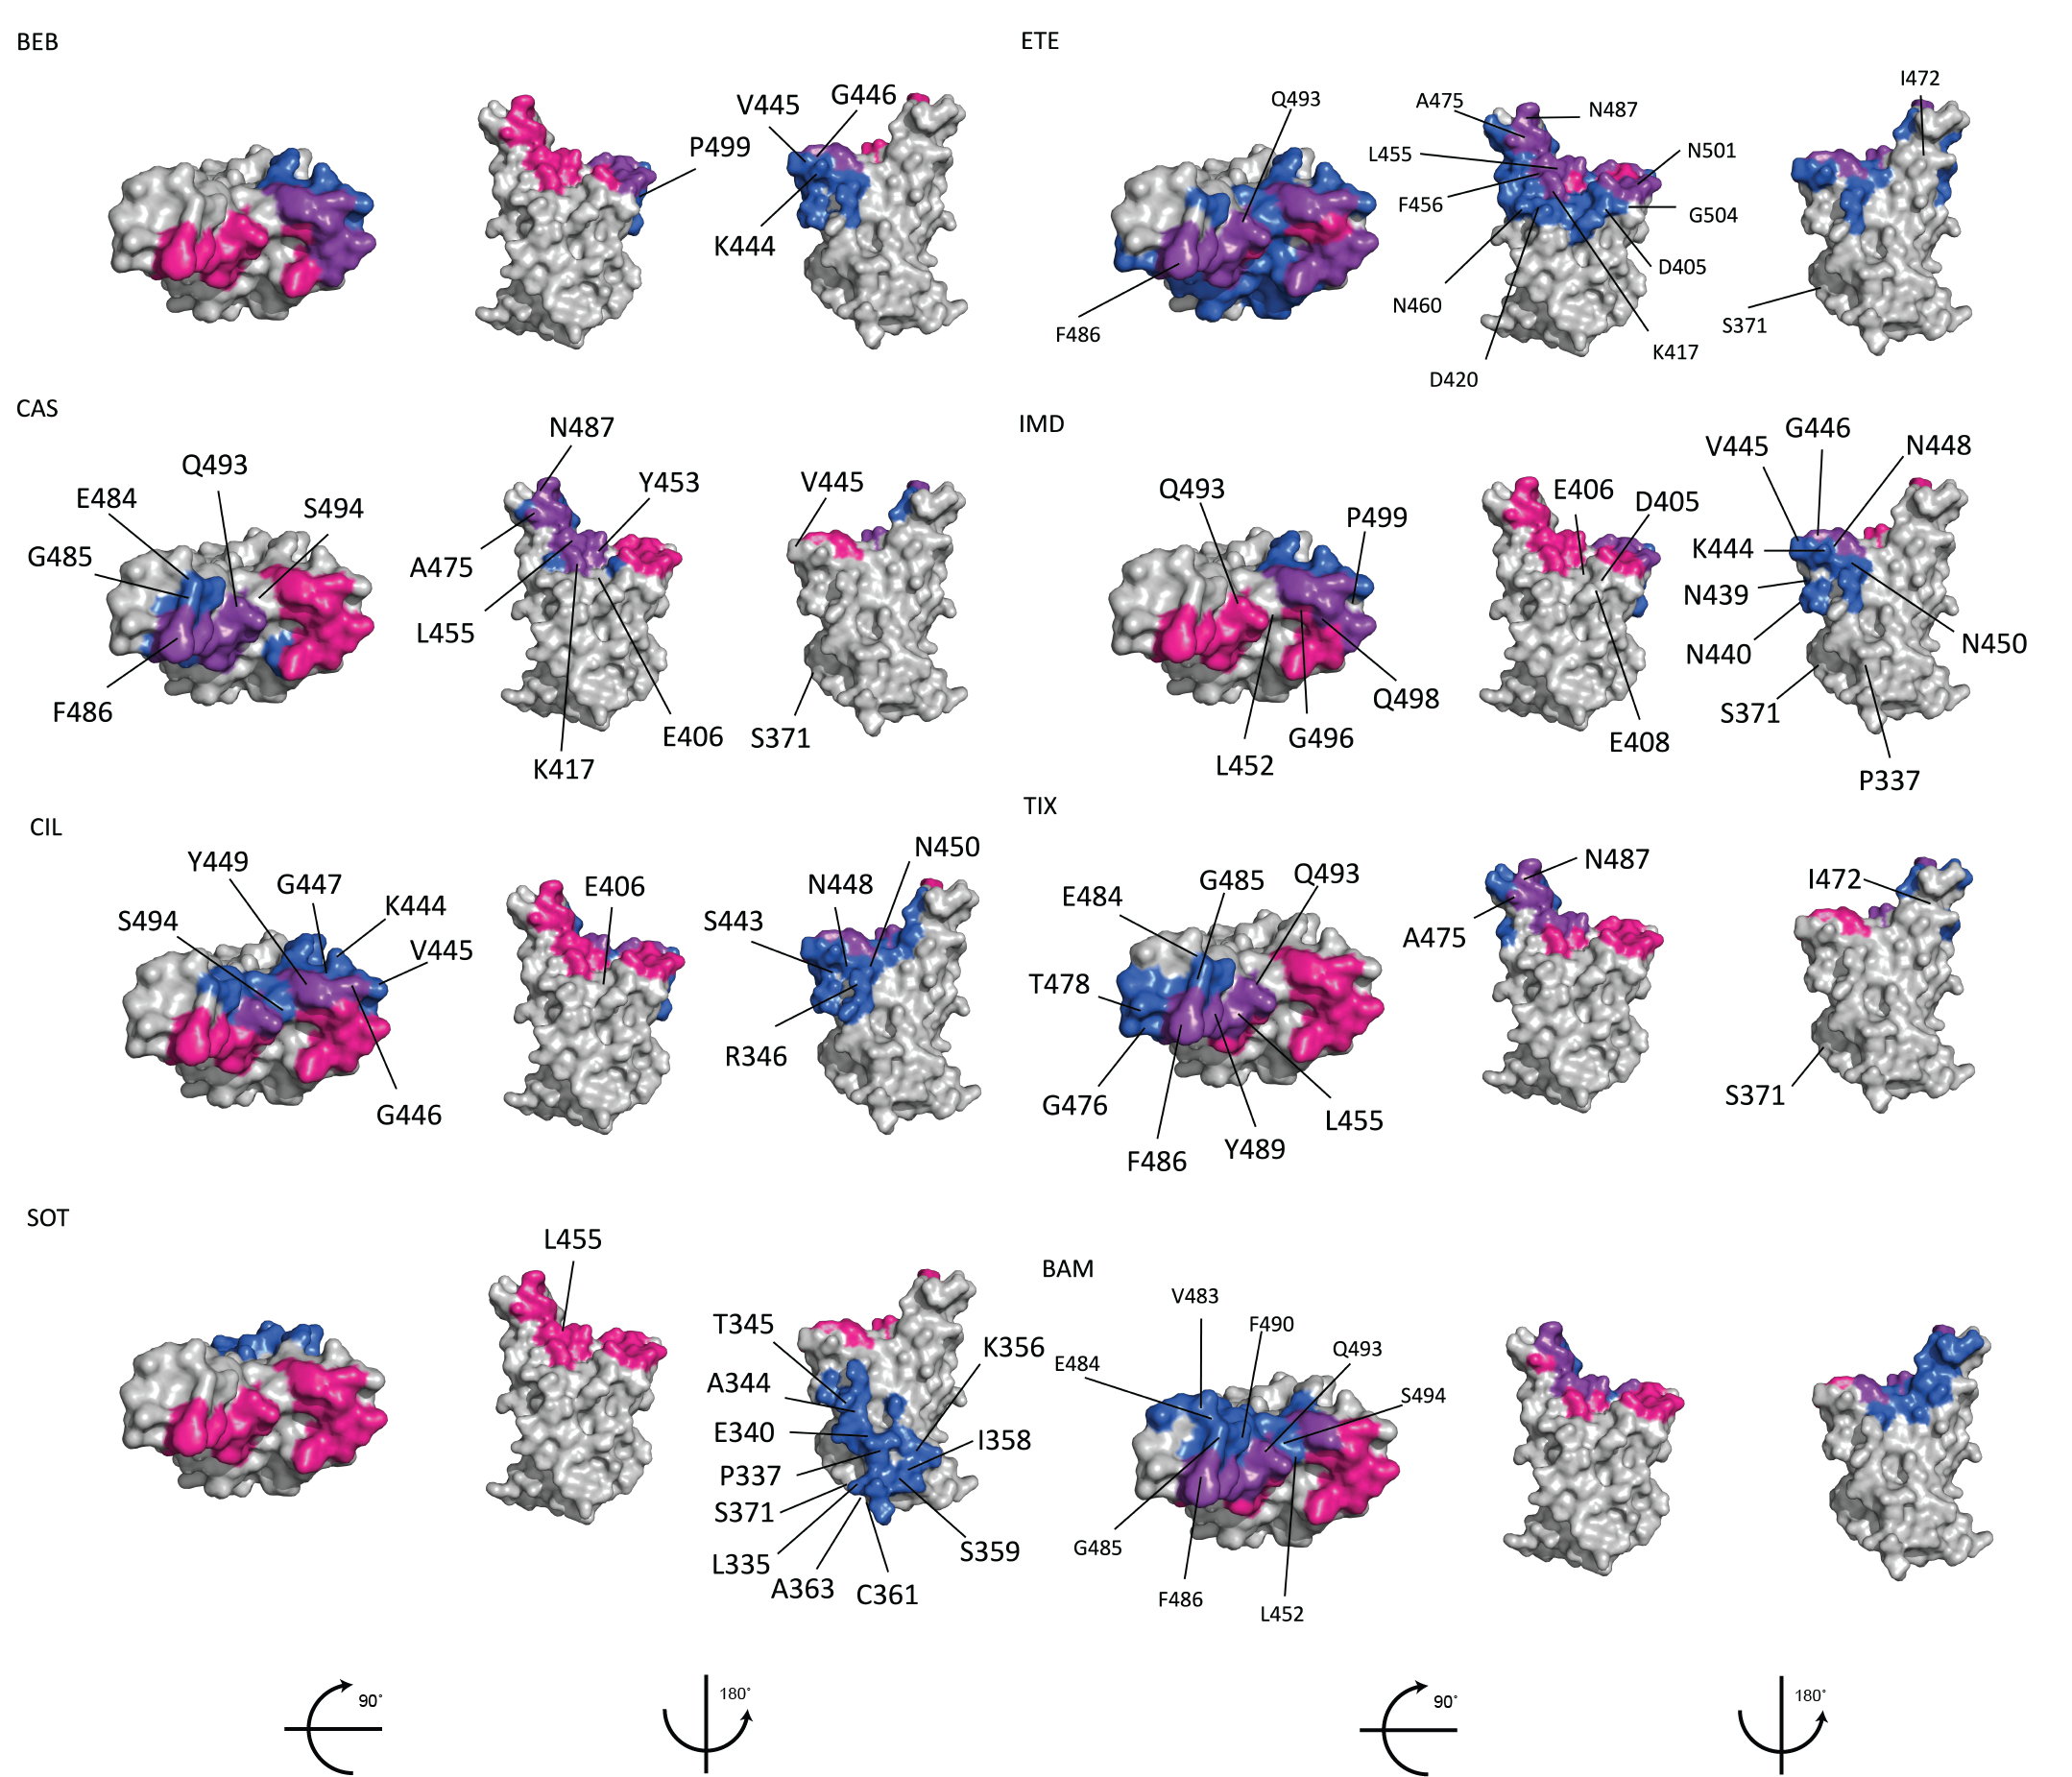 BEB
V445
G446
P499
K444
ETE
I472
Q493
A475
N487
L455
N501
F456
G504
D405
N460
S371
F486
K417
D420
CAS
N487
Q493
Y453
V445
E484
S494
G485
A475
L455
F486
E406
S371
K417
IMD
G446
V445
N448
Q493
E406
D405
P499
K444
N439
N440
N450
Q498
S371
G496
E408
L452
P337
CIL
Y449
N450
G447
E406
N448
K444
S494
S443
V445
R346
G446
TIX
N487
G485
Q493
I472
E484
A475
T478
S371
G476
L455
Y489
F486
SOT
L455
T345
K356
A344
E340
I358
P337
S371
S359
L335
A363
C361
BAM
V483
F490
Q493
E484
S494
G485
F486
L452
90°
180°
90°
180°